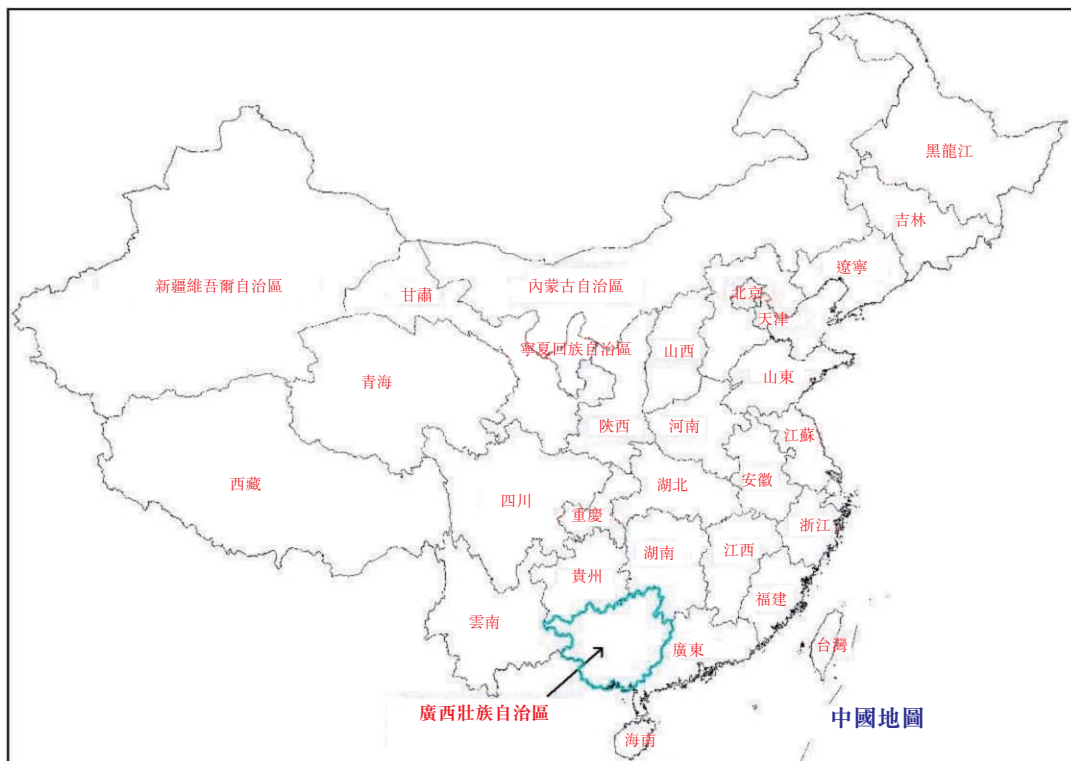 黑龍江
吉林
遼寧
新疆維吾爾自治區
甘肅
內蒙古自治區
北京
天津
寧夏回族自治區
山西
山東
青海
陝西
河南
江蘇
西藏
四川
湖北
安徽
重慶
浙江
湖南
江西
貴州
福建
雲南
廣東
台灣
廣西壯族自治區
中國地圖
海南